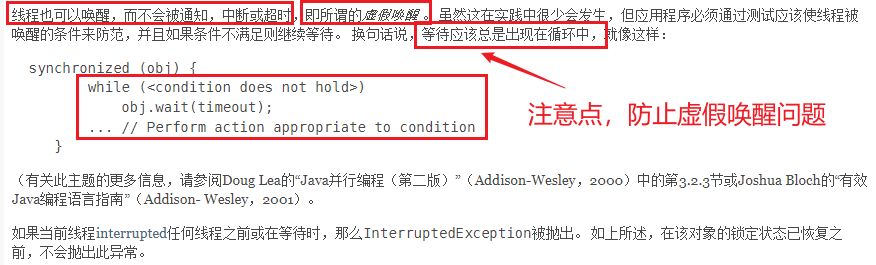 线程也可以唤醒，而不会被通知，中断或超时，即所谓的虚假唤醒 。 虽然这在实践中很少会发生，但应用程序必须通过测试应该使线程被
唤醒的条件来防范，并且如果条件不满足则继续等待。 换句话说，等待应该总是出现在循环中，就像这样：
synchronized (obj) {
while (<condition does not hold>)
obj.wait(timeout);
... // Perform action appropriate to condition
}
注意点，防止虚假唤醒问题
（有关此主题的更多信息，请参阅Doug Lea的“Java并行编程（第二版）”（Addison-Wesley，2000）中的第3.2.3节或Joshua Bloch的“有效
Java编程语言指南”（Addison- Wesley，2001）。
如果当前线程interrupted任何线程之前或在等待时，那么InterruptedException被抛出。 如上所述，在该对象的锁定状态已恢复之
前，不会抛出此异常。